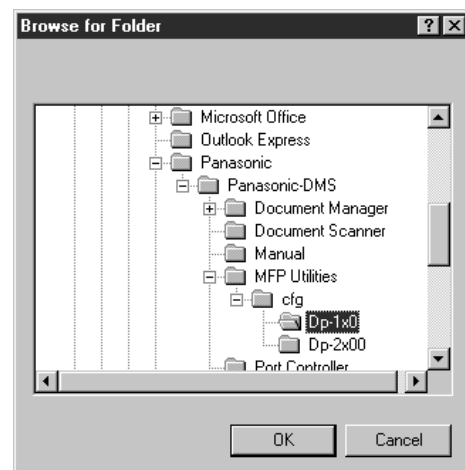 Browse for Folder
Microsoft Office
Outlook Express
Panasonic
Panasonic-DMS
Document Manager
Document Scanner
Manual
MFP Utilities
cfg
Dp-1x0
Dp-2x00
Port Controller
OK
Cancel